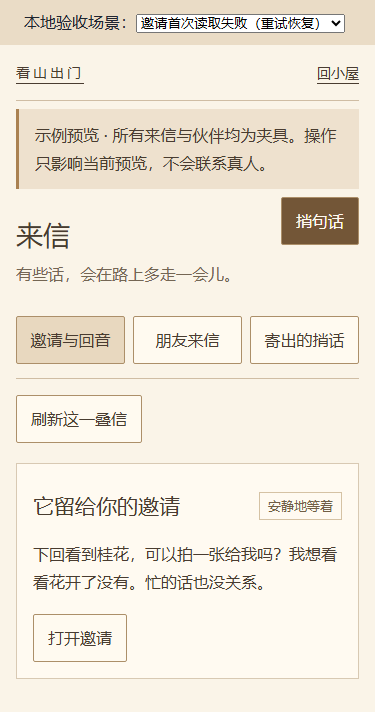 本地验收场景：邀请首次读取失败（重试恢复）
看山出门
回小屋
示例预览 · 所有来信与伙伴均为夹具。操作
只影响当前预览，不会联系真人。
来信
捎句话
有些话，会在路上多走一会儿。
邀请与回音
朋友来信
寄出的捎话
刷新这一叠信
它留给你的邀请
安静地等着
下回看到桂花，可以拍一张给我吗？我想看
看花开了没有。忙的话也没关系。
打开邀请